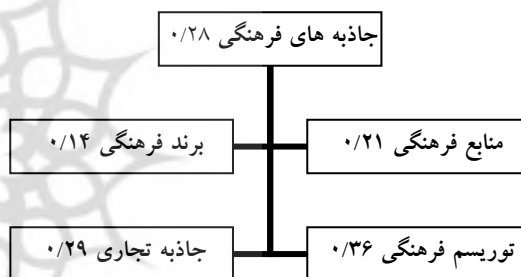 جاذبه های فرهنگی ۰/۲۸
منابع فرهنگی ۰/۲۱
برند فرهنگی ۰/۱۴
توریسم فرهنگی ۰/۳۶
جاذبه تجاری ۰/۲۹